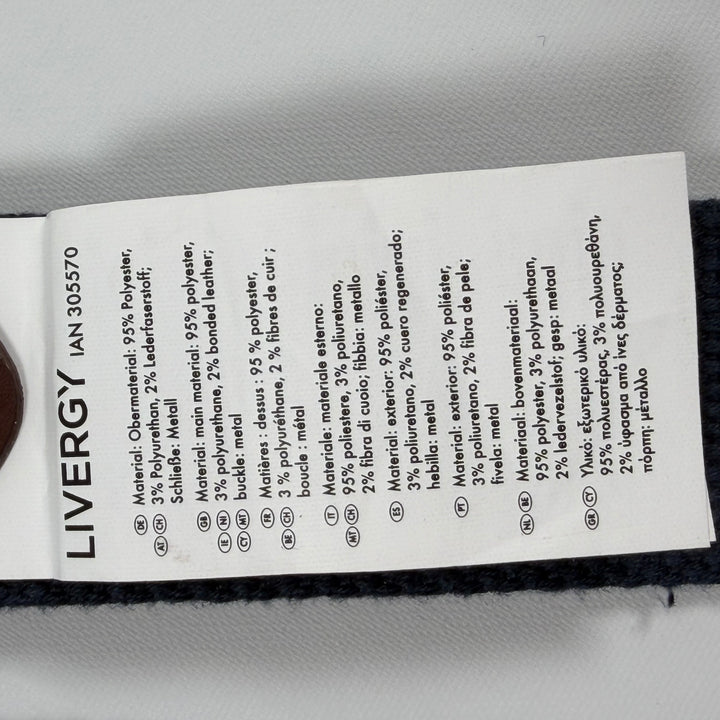 LIVERGY IAN 305570
DE Material: Obermaterial: 95% Polyester,
AT CH 3% Polyurethan, 2% Lederfaserstoff;
Schließe: Metall
GB Material: main material: 95% polyester,
IE NI 3% polyurethane, 2% bonded leather;
CY MT buckle: metal
FR Matières : dessus : 95 % polyester,
BE CH 3 % polyuréthane, 2 % fibres de cuir ;
boucle : métal
IT Materiale: materiale esterno:
MT CH 95% poliestere, 3% poliuretano,
2% fibra di cuoio; fibbia: metallo
ES Material: exterior: 95% poliéster,
3% poliuretano, 2% cuero regenerado;
hebilla: metal
PT Material: exterior: 95% poliéster,
3% poliuretano, 2% fibra de pele;
fivela: metal
NL BE Materiaal: bovenmateriaal:
95% polyester, 3% polyurethaan,
2% ledervezelstof; gesp: metaal
GR CY Υλικό: εξωτερικό υλικό:
95% πολυεστέρας, 3% πολυουρεθάνη,
2% ύφασμα από ίνες δέρματος;
πόρπη: μέταλλο